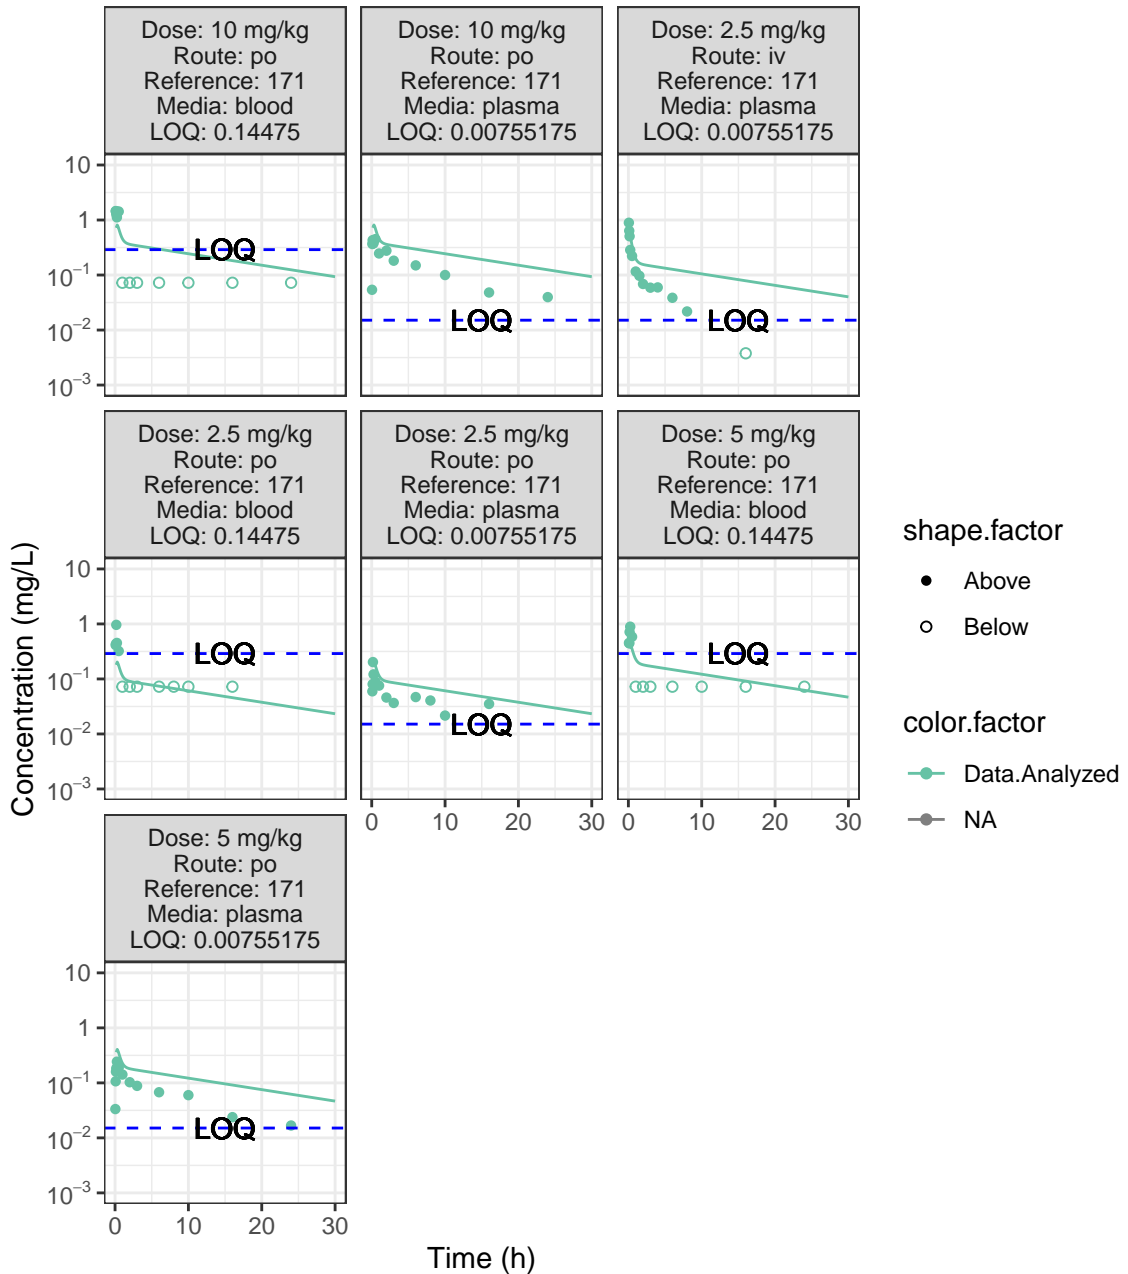 Dose: 10 mg/kg
Route: po
Reference: 171
Media: blood
LOQ: 0.14475
Dose: 10 mg/kg
Route: po
Reference: 171
Media: plasma
LOQ: 0.00755175
Dose: 2.5 mg/kg
Route: iv
Reference: 171
Media: plasma
LOQ: 0.00755175
10
1
10⁻¹
10⁻²
10⁻³
LOQ
LOQ
LOQ
Dose: 2.5 mg/kg
Route: po
Reference: 171
Media: blood
LOQ: 0.14475
Dose: 2.5 mg/kg
Route: po
Reference: 171
Media: plasma
LOQ: 0.00755175
Dose: 5 mg/kg
Route: po
Reference: 171
Media: blood
LOQ: 0.14475
10
1
10⁻¹
10⁻²
10⁻³
LOQ
LOQ
LOQ
0 10 20 30
0 10 20 30
Dose: 5 mg/kg
Route: po
Reference: 171
Media: plasma
LOQ: 0.00755175
10
1
10⁻¹
10⁻²
10⁻³
LOQ
0 10 20 30
Time (h)
Concentration (mg/L)
shape.factor
Above
Below
color.factor
Data.Analyzed
NA